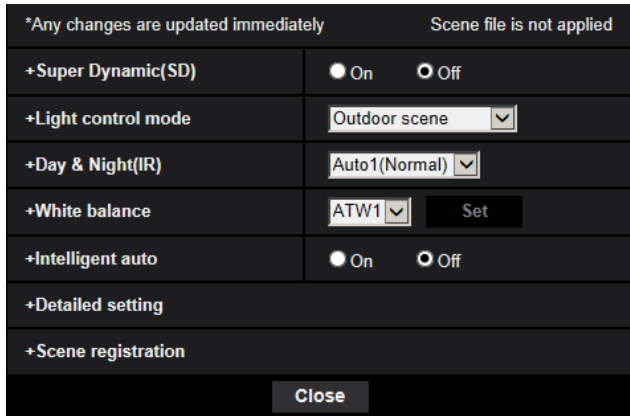 *Any changes are updated immediately Scene file is not applied
+Super Dynamic(SD) On Off
+Light control mode Outdoor scene
+Day & Night(IR) Auto1(Normal)
+White balance ATW1 Set
+Intelligent auto On Off
+Detailed setting
+Scene registration
Close